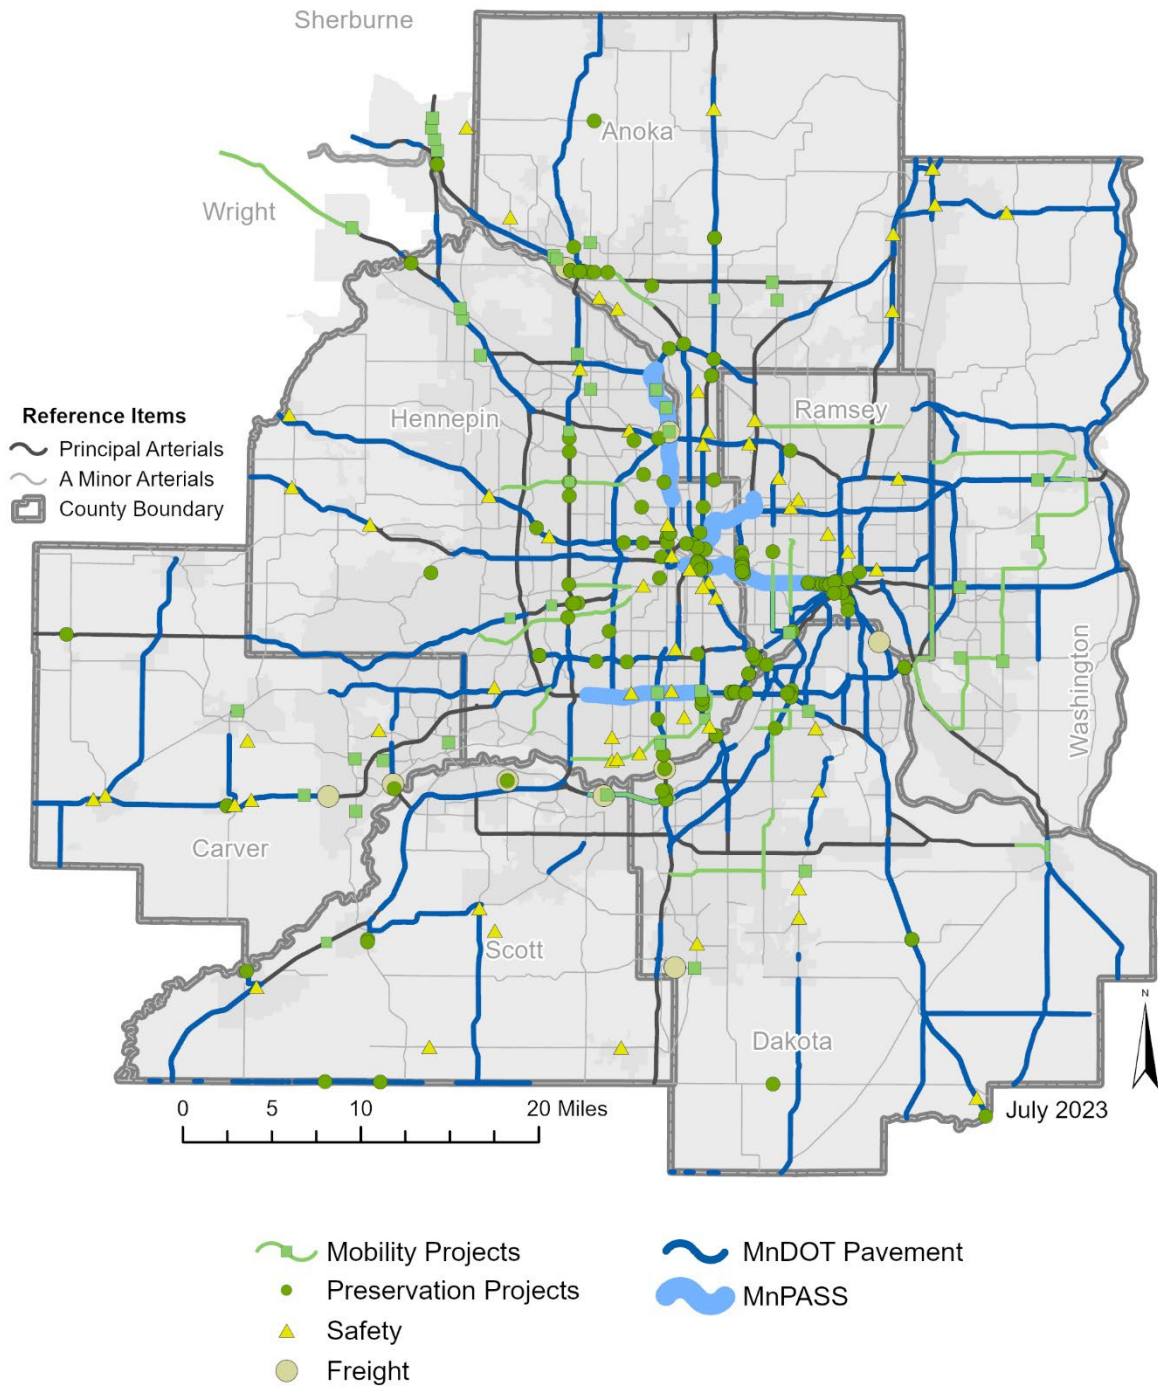 Sherburne
Anoka
Wright
Hennepin
Ramsey
Reference Items
Principal Arterials
A Minor Arterials
County Boundary
Washington
Carver
Scott
Dakota
N
0 5 10 20 Miles
July 2023
Mobility Projects
MnDOT Pavement
Preservation Projects
MnPASS
Safety
Freight